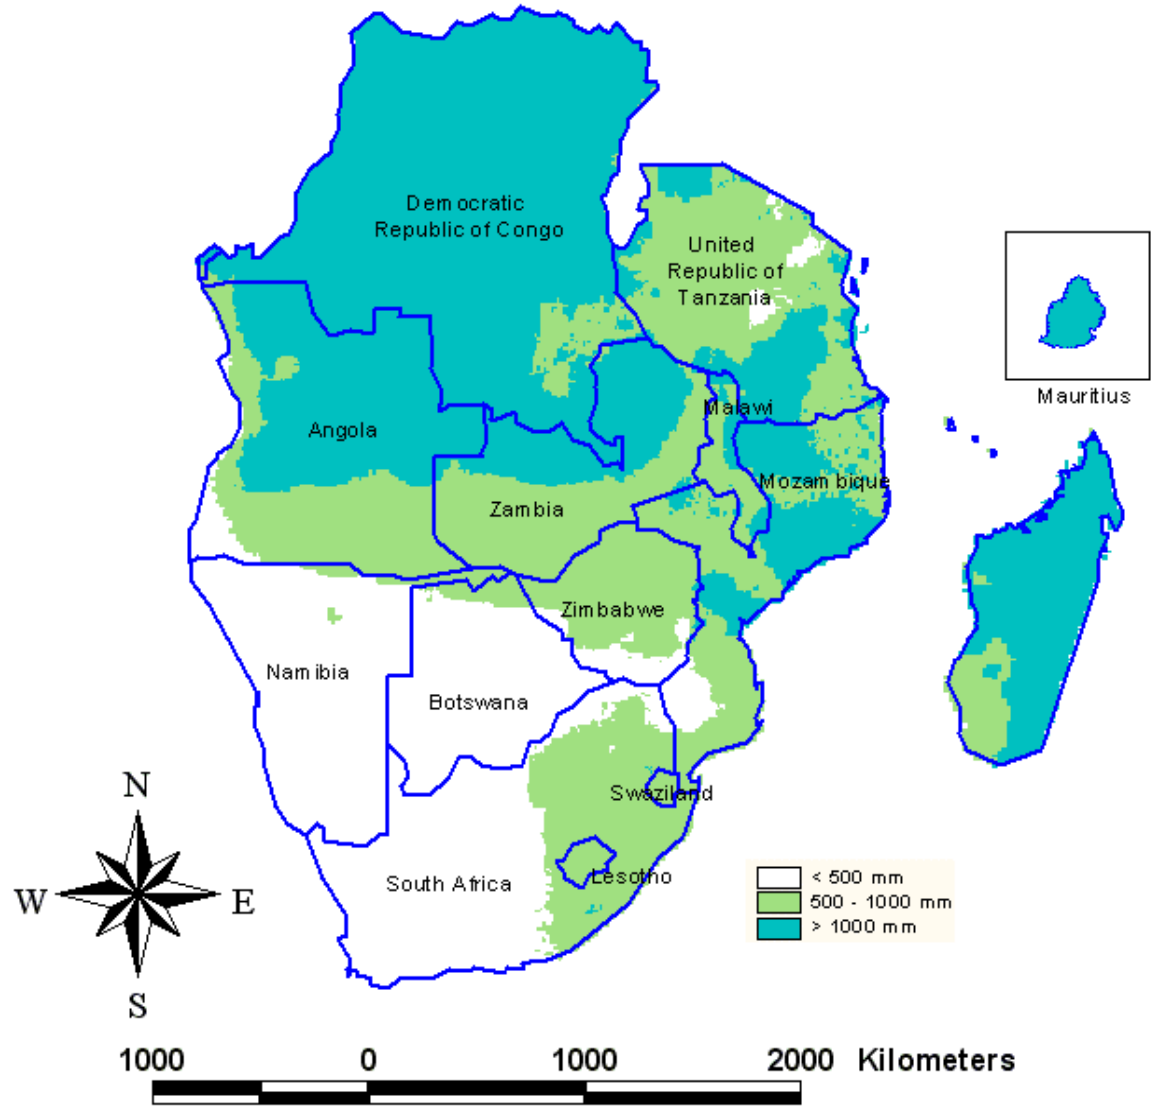 Democratic
Republic of Congo
United
Republic of
Tanzania
Mauritius
Malawi
Angola
Mozambique
Zambia
Zimbabwe
Namibia
Botswana
Swaziland
South Africa
Lesotho
N
W
E
S
< 500 mm
500 - 1000 mm
> 1000 mm
1000 0 1000 2000 Kilometers